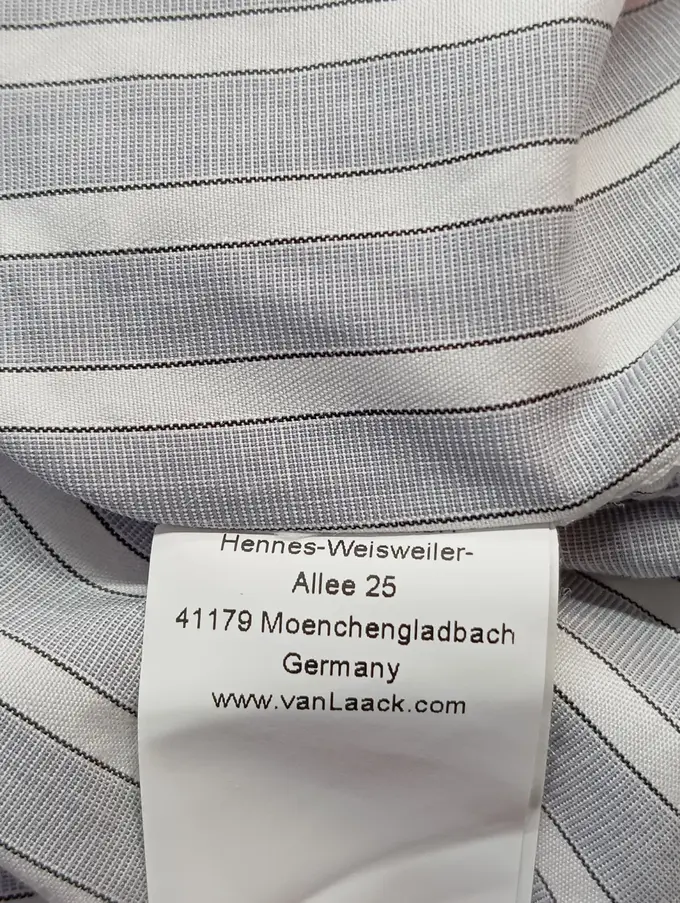 Hennes-Weisweiler-
Allee 25
41179 Moenchengladbach
Germany
www.vanLaack.com